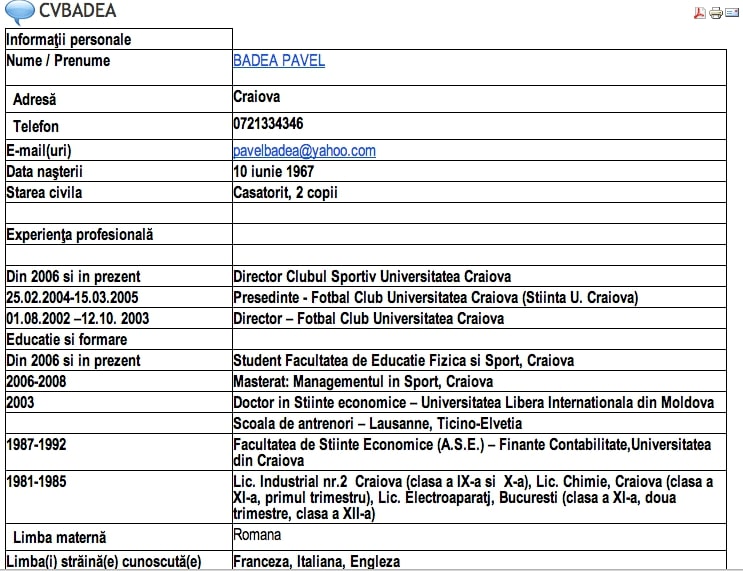 CVBADEA
Informaţii personale
Nume / Prenume BADEA PAVEL
Adresă Craiova
Telefon 0721334346
E-mail(uri) pavelbadea@yahoo.com
Data naşterii 10 iunie 1967
Starea civila Casatorit, 2 copii
Experienţa profesională
Din 2006 si in prezent Director Clubul Sportiv Universitatea Craiova
25.02.2004-15.03.2005 Presedinte - Fotbal Club Universitatea Craiova (Stiinta U. Craiova)
01.08.2002 –12.10. 2003 Director – Fotbal Club Universitatea Craiova
Educatie si formare
Din 2006 si in prezent Student Facultatea de Educatie Fizica si Sport, Craiova
2006-2008 Masterat: Managementul in Sport, Craiova
2003 Doctor in Stiinte economice – Universitatea Libera Internationala din Moldova
Scoala de antrenori – Lausanne, Ticino-Elvetia
1987-1992 Facultatea de Stiinte Economice (A.S.E.) – Finante Contabilitate,Universitatea
din Craiova
1981-1985 Lic. Industrial nr.2 Craiova (clasa a IX-a si X-a), Lic. Chimie, Craiova (clasa a
XI-a, primul trimestru), Lic. Electroaparatj, Bucuresti (clasa a XI-a, doua
trimestre, clasa a XII-a)
Limba maternă Romana
Limba(i) străină(e) cunoscută(e) Franceza, Italiana, Engleza